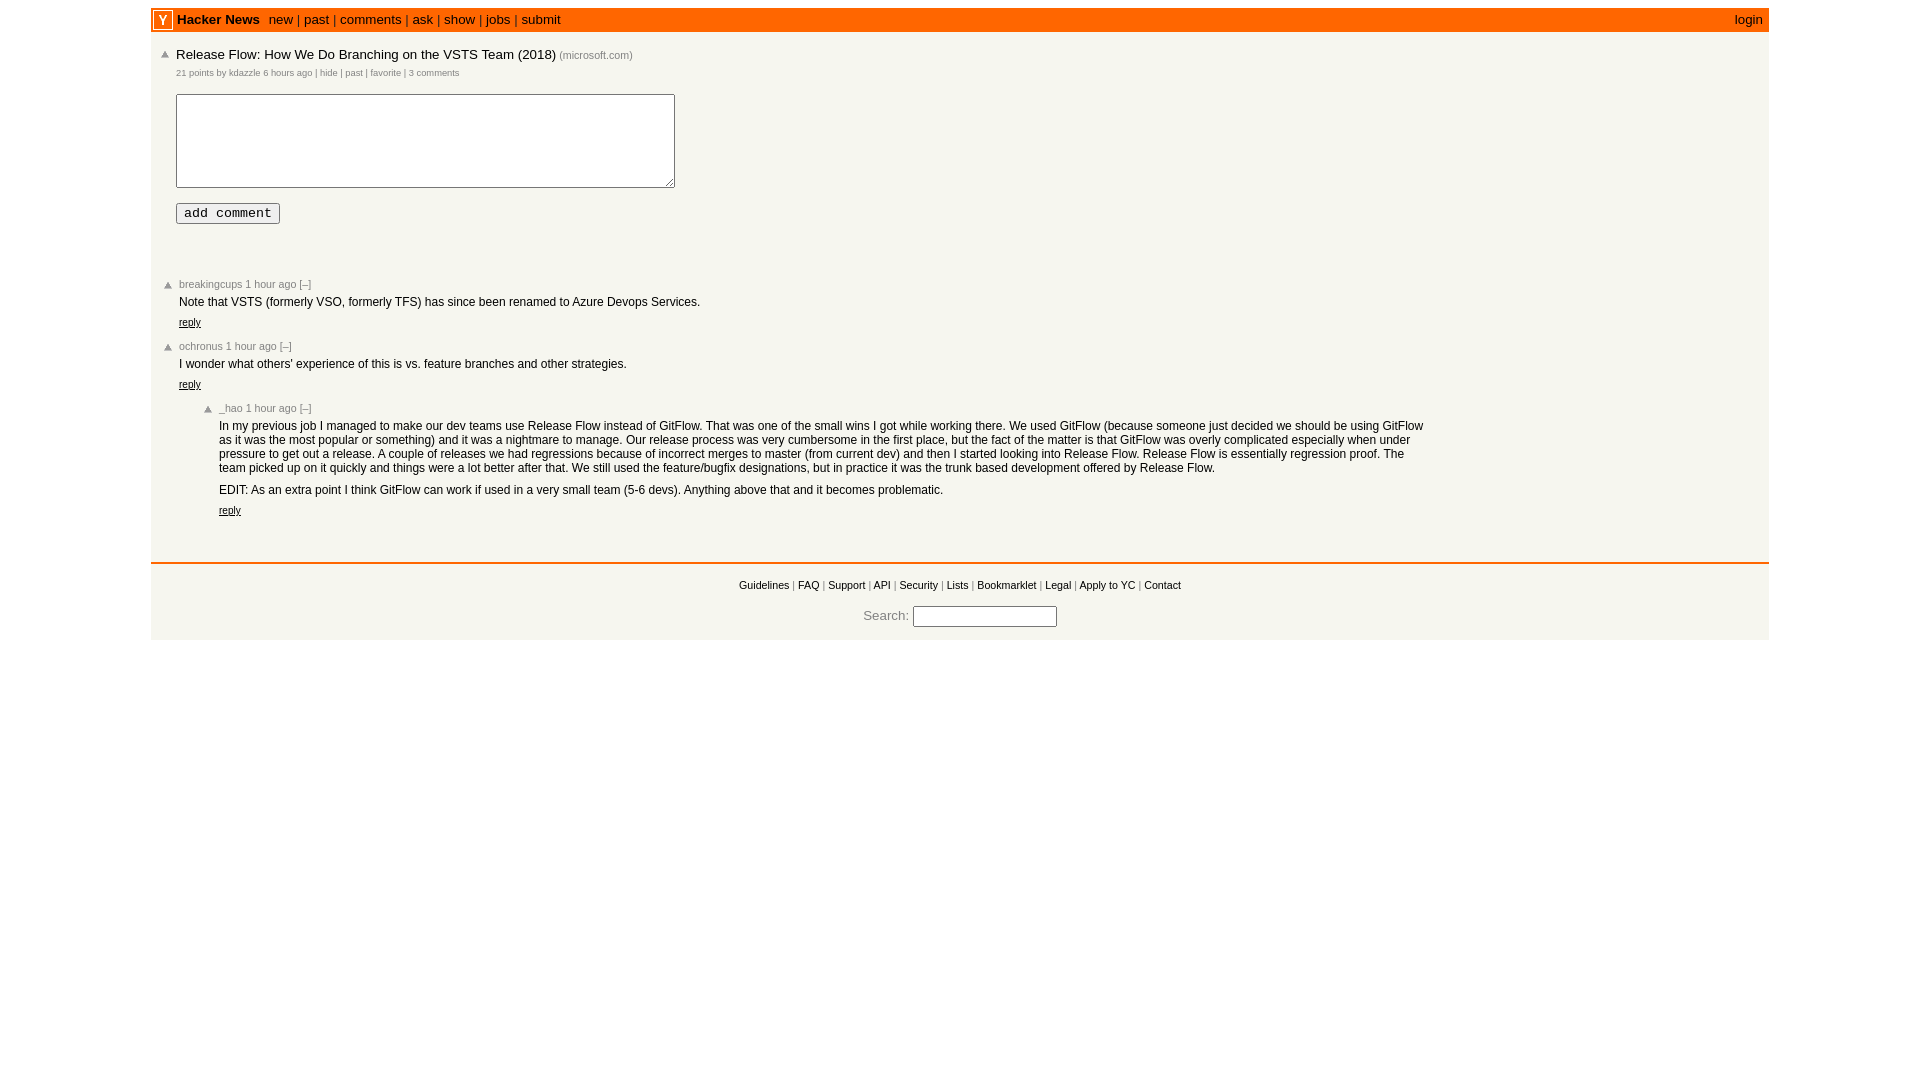 Y Hacker News new | past | comments | ask | show | jobs | submit login
Release Flow: How We Do Branching on the VSTS Team (2018) (microsoft.com)
21 points by kdazzle 6 hours ago | hide | past | favorite | 3 comments
add comment
breakingcups 1 hour ago [–]
Note that VSTS (formerly VSO, formerly TFS) has since been renamed to Azure Devops Services.
reply
ochronus 1 hour ago [–]
I wonder what others' experience of this is vs. feature branches and other strategies.
reply
_hao 1 hour ago [–]
In my previous job I managed to make our dev teams use Release Flow instead of GitFlow. That was one of the small wins I got while working there. We used GitFlow (because someone just decided we should be using GitFlow
as it was the most popular or something) and it was a nightmare to manage. Our release process was very cumbersome in the first place, but the fact of the matter is that GitFlow was overly complicated especially when under
pressure to get out a release. A couple of releases we had regressions because of incorrect merges to master (from current dev) and then I started looking into Release Flow. Release Flow is essentially regression proof. The
team picked up on it quickly and things were a lot better after that. We still used the feature/bugfix designations, but in practice it was the trunk based development offered by Release Flow.
EDIT: As an extra point I think GitFlow can work if used in a very small team (5-6 devs). Anything above that and it becomes problematic.
reply
Guidelines | FAQ | Support | API | Security | Lists | Bookmarklet | Legal | Apply to YC | Contact
Search: